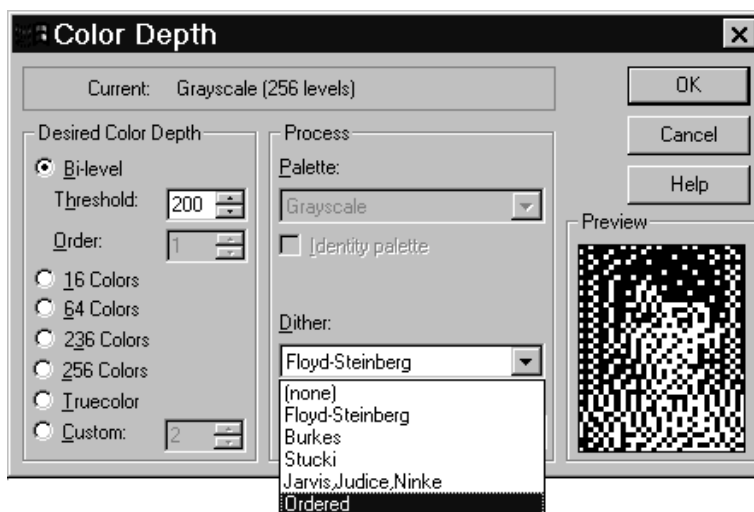 Color Depth
Current: Grayscale (256 levels)
OK
Cancel
Help
Desired Color Depth
Bi-level
Threshold: 200
Order: 1
16 Colors
64 Colors
236 Colors
256 Colors
Truecolor
Custom: 2
Process
Palette:
Grayscale
Identity palette
Dither:
Floyd-Steinberg
(none)
Floyd-Steinberg
Burkes
Stucki
Jarvis,Judice,Ninke
Ordered
Preview